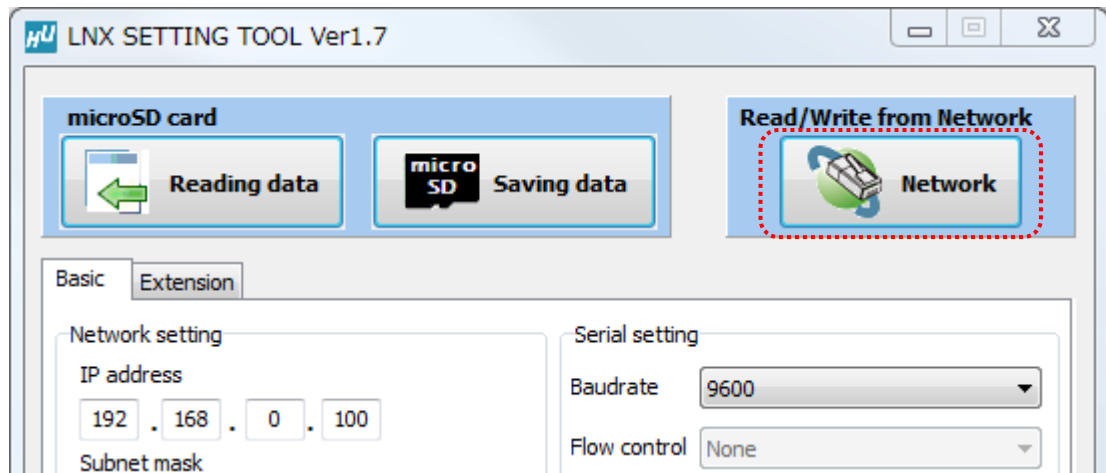 HU LNX SETTING TOOL Ver1.7
microSD card
Reading data
micro
SD
Saving data
Read/Write from Network
Network
Basic
Extension
Network setting
IP address
192 . 168 . 0 . 100
Subnet mask
Serial setting
Baudrate 9600
Flow control None